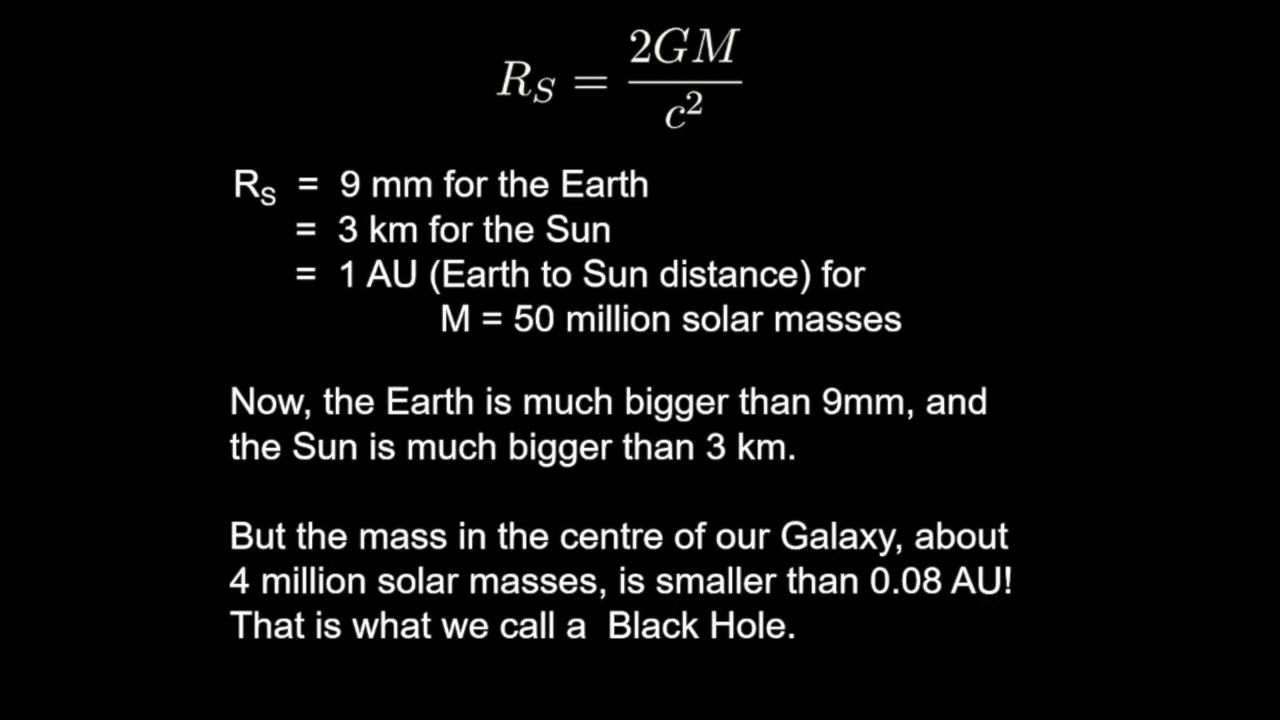 R_S = 2GM / c²
R_S = 9 mm for the Earth
= 3 km for the Sun
= 1 AU (Earth to Sun distance) for
M = 50 million solar masses
Now, the Earth is much bigger than 9mm, and
the Sun is much bigger than 3 km.
But the mass in the centre of our Galaxy, about
4 million solar masses, is smaller than 0.08 AU!
That is what we call a  Black Hole.